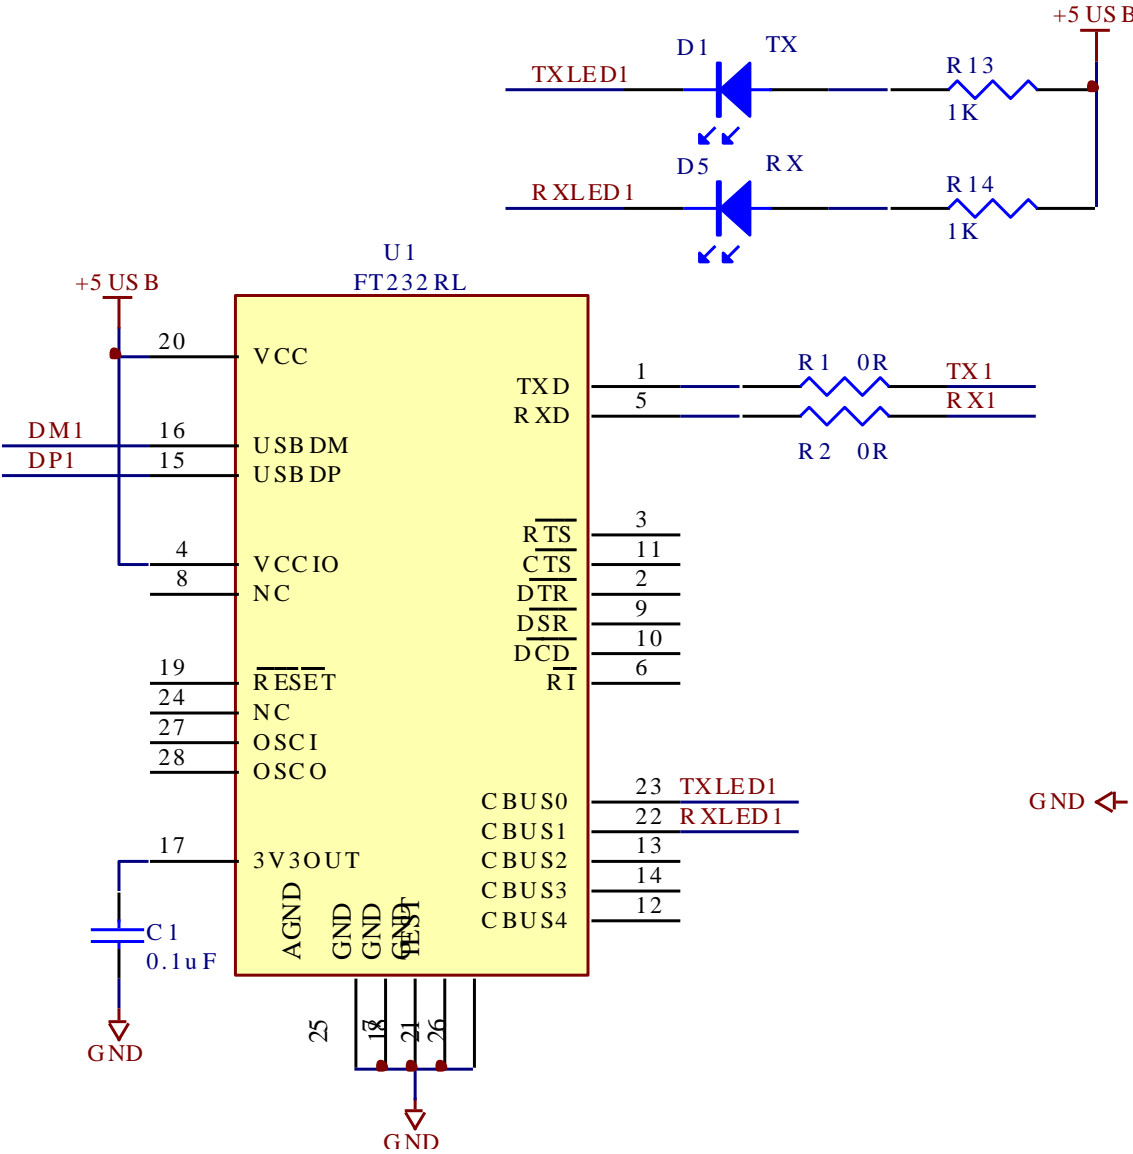 +5USB
D1 TX
TXLED1
R13
1K
D5 RX
RXLED1
R14
1K
U1
FT232RL
+5USB
20 VCC
1 TXD
R1 0R
TX1
5 RXD
RX1
R2 0R
DM1 16 USBDM
DP1 15 USBDP
3 RTS
4 VCCIO
11 CTS
8 NC
2 DTR
9 DSR
10 DCD
6 RI
19 RESET
24 NC
27 OSCI
28 OSCO
CBUS0 23 TXLED1
GND
CBUS1 22 RXLED1
17 3V3OUT
CBUS2 13
CBUS3 14
CBUS4 12
AGND
GND
GND
GND
TEST
C1
0.1uF
25
7
18
21
26
GND
GND